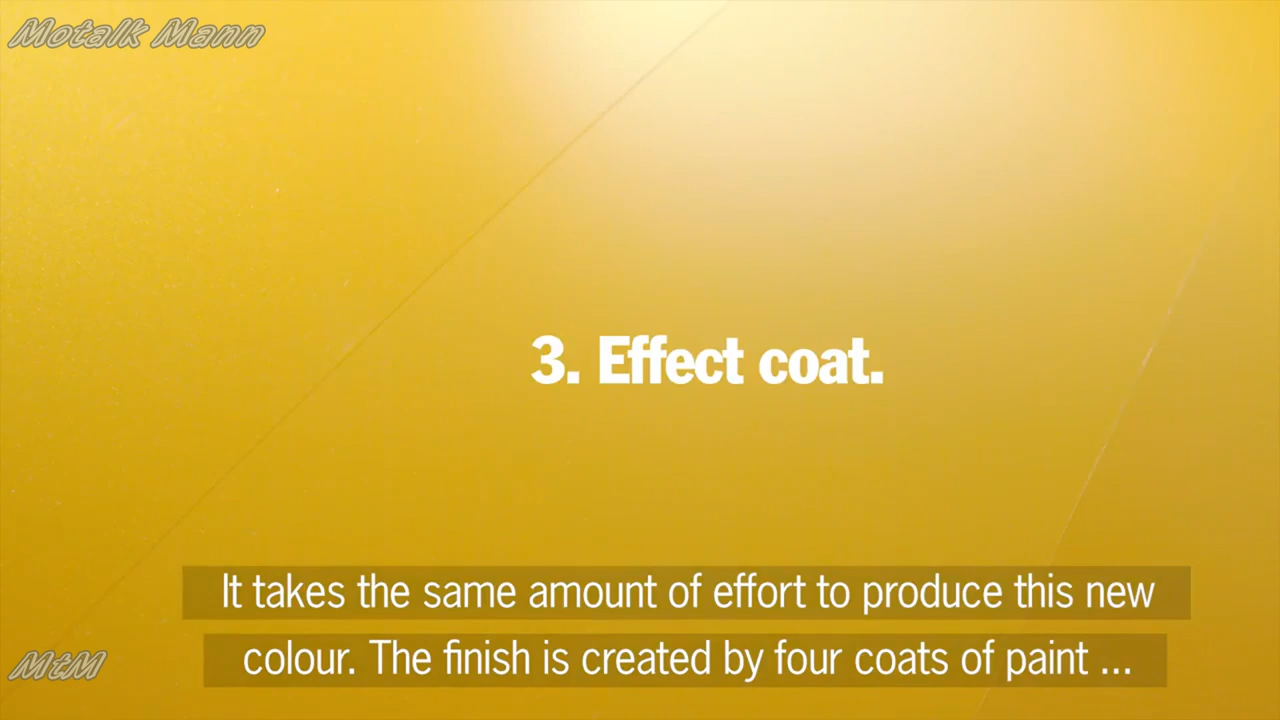 Motalk Mann
3. Effect coat.
It takes the same amount of effort to produce this new
colour. The finish is created by four coats of paint ...
MtM